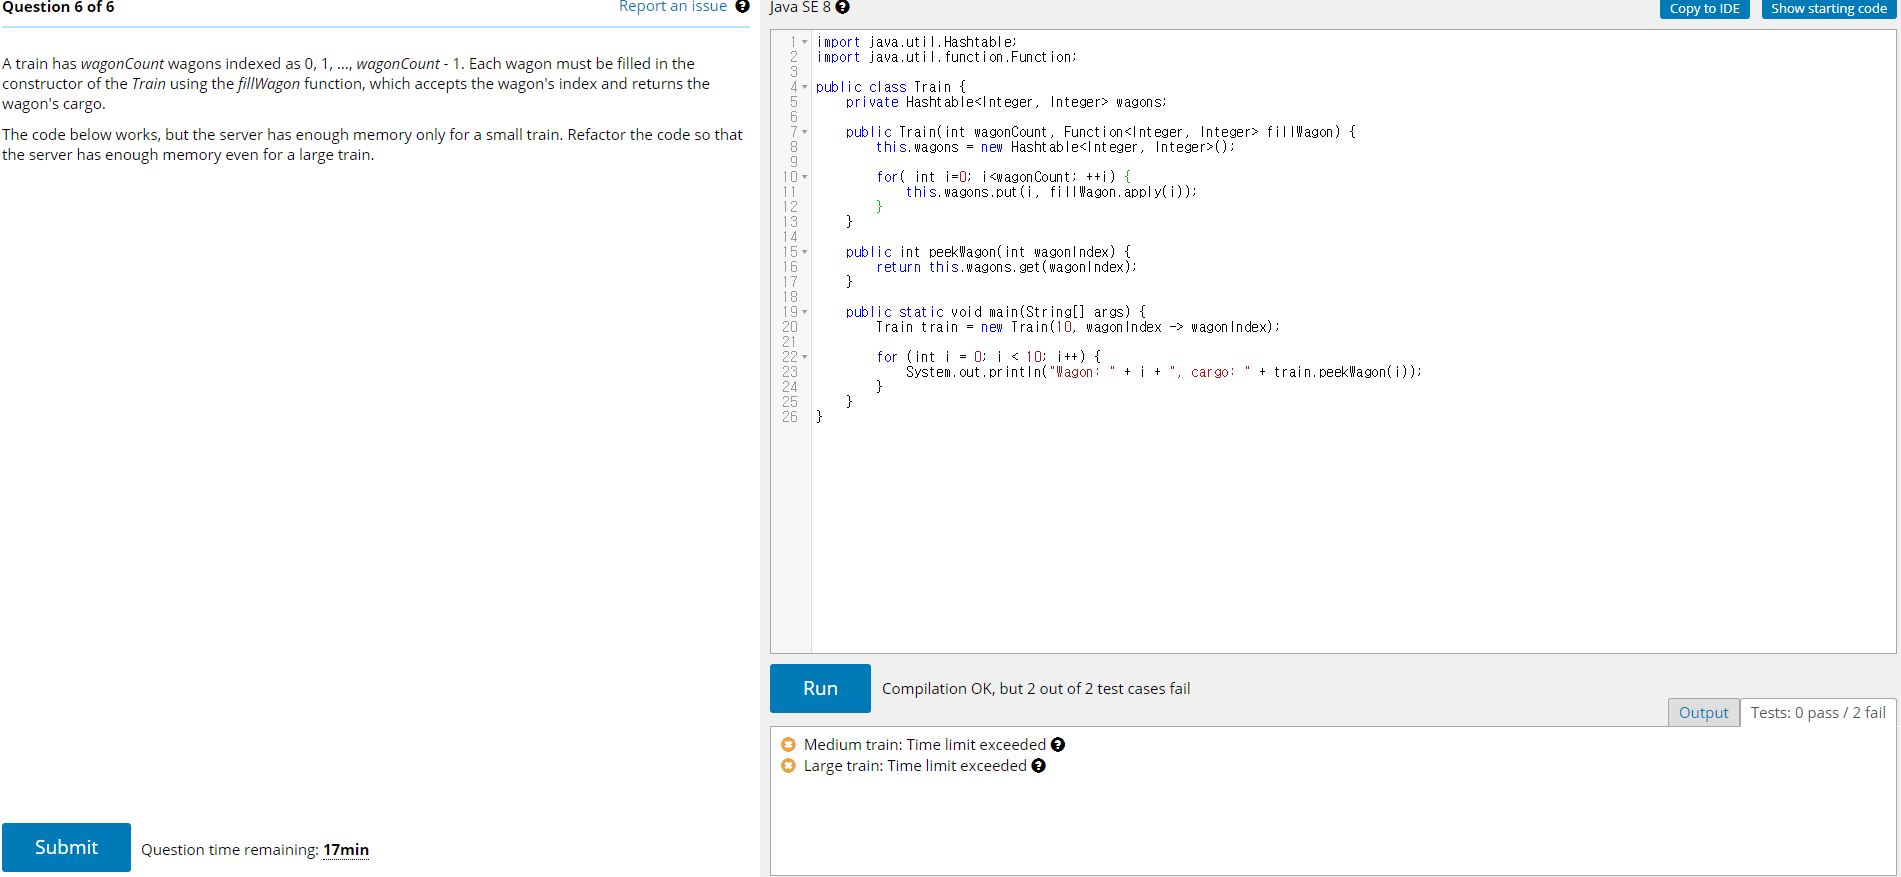 Question 6 of 6
Report an issue ?
A train has wagonCount wagons indexed as 0, 1, ..., wagonCount - 1. Each wagon must be filled in the
constructor of the Train using the fillWagon function, which accepts the wagon's index and returns the
wagon's cargo.
The code below works, but the server has enough memory only for a small train. Refactor the code so that
the server has enough memory even for a large train.
Submit
Question time remaining: 17min
Java SE 8 ?
Copy to IDE
Show starting code
1 import java.util.Hashtable;
2 import java.util.function.Function;
3
4 public class Train {
5     private Hashtable<Integer, Integer> wagons;
6
7     public Train(int wagonCount, Function<Integer, Integer> fillWagon) {
8         this.wagons = new Hashtable<Integer, Integer>();
9
10         for( int i=0; i<wagonCount; ++i) {
11             this.wagons.put(i, fillWagon.apply(i));
12         }
13     }
14
15     public int peekWagon(int wagonIndex) {
16         return this.wagons.get(wagonIndex);
17     }
18
19     public static void main(String[] args) {
20         Train train = new Train(10, wagonIndex -> wagonIndex);
21
22         for (int i = 0; i < 10; i++) {
23             System.out.println("Wagon: " + i + ", cargo: " + train.peekWagon(i));
24         }
25     }
26 }
Run
Compilation OK, but 2 out of 2 test cases fail
Output
Tests: 0 pass / 2 fail
Medium train: Time limit exceeded ?
Large train: Time limit exceeded ?